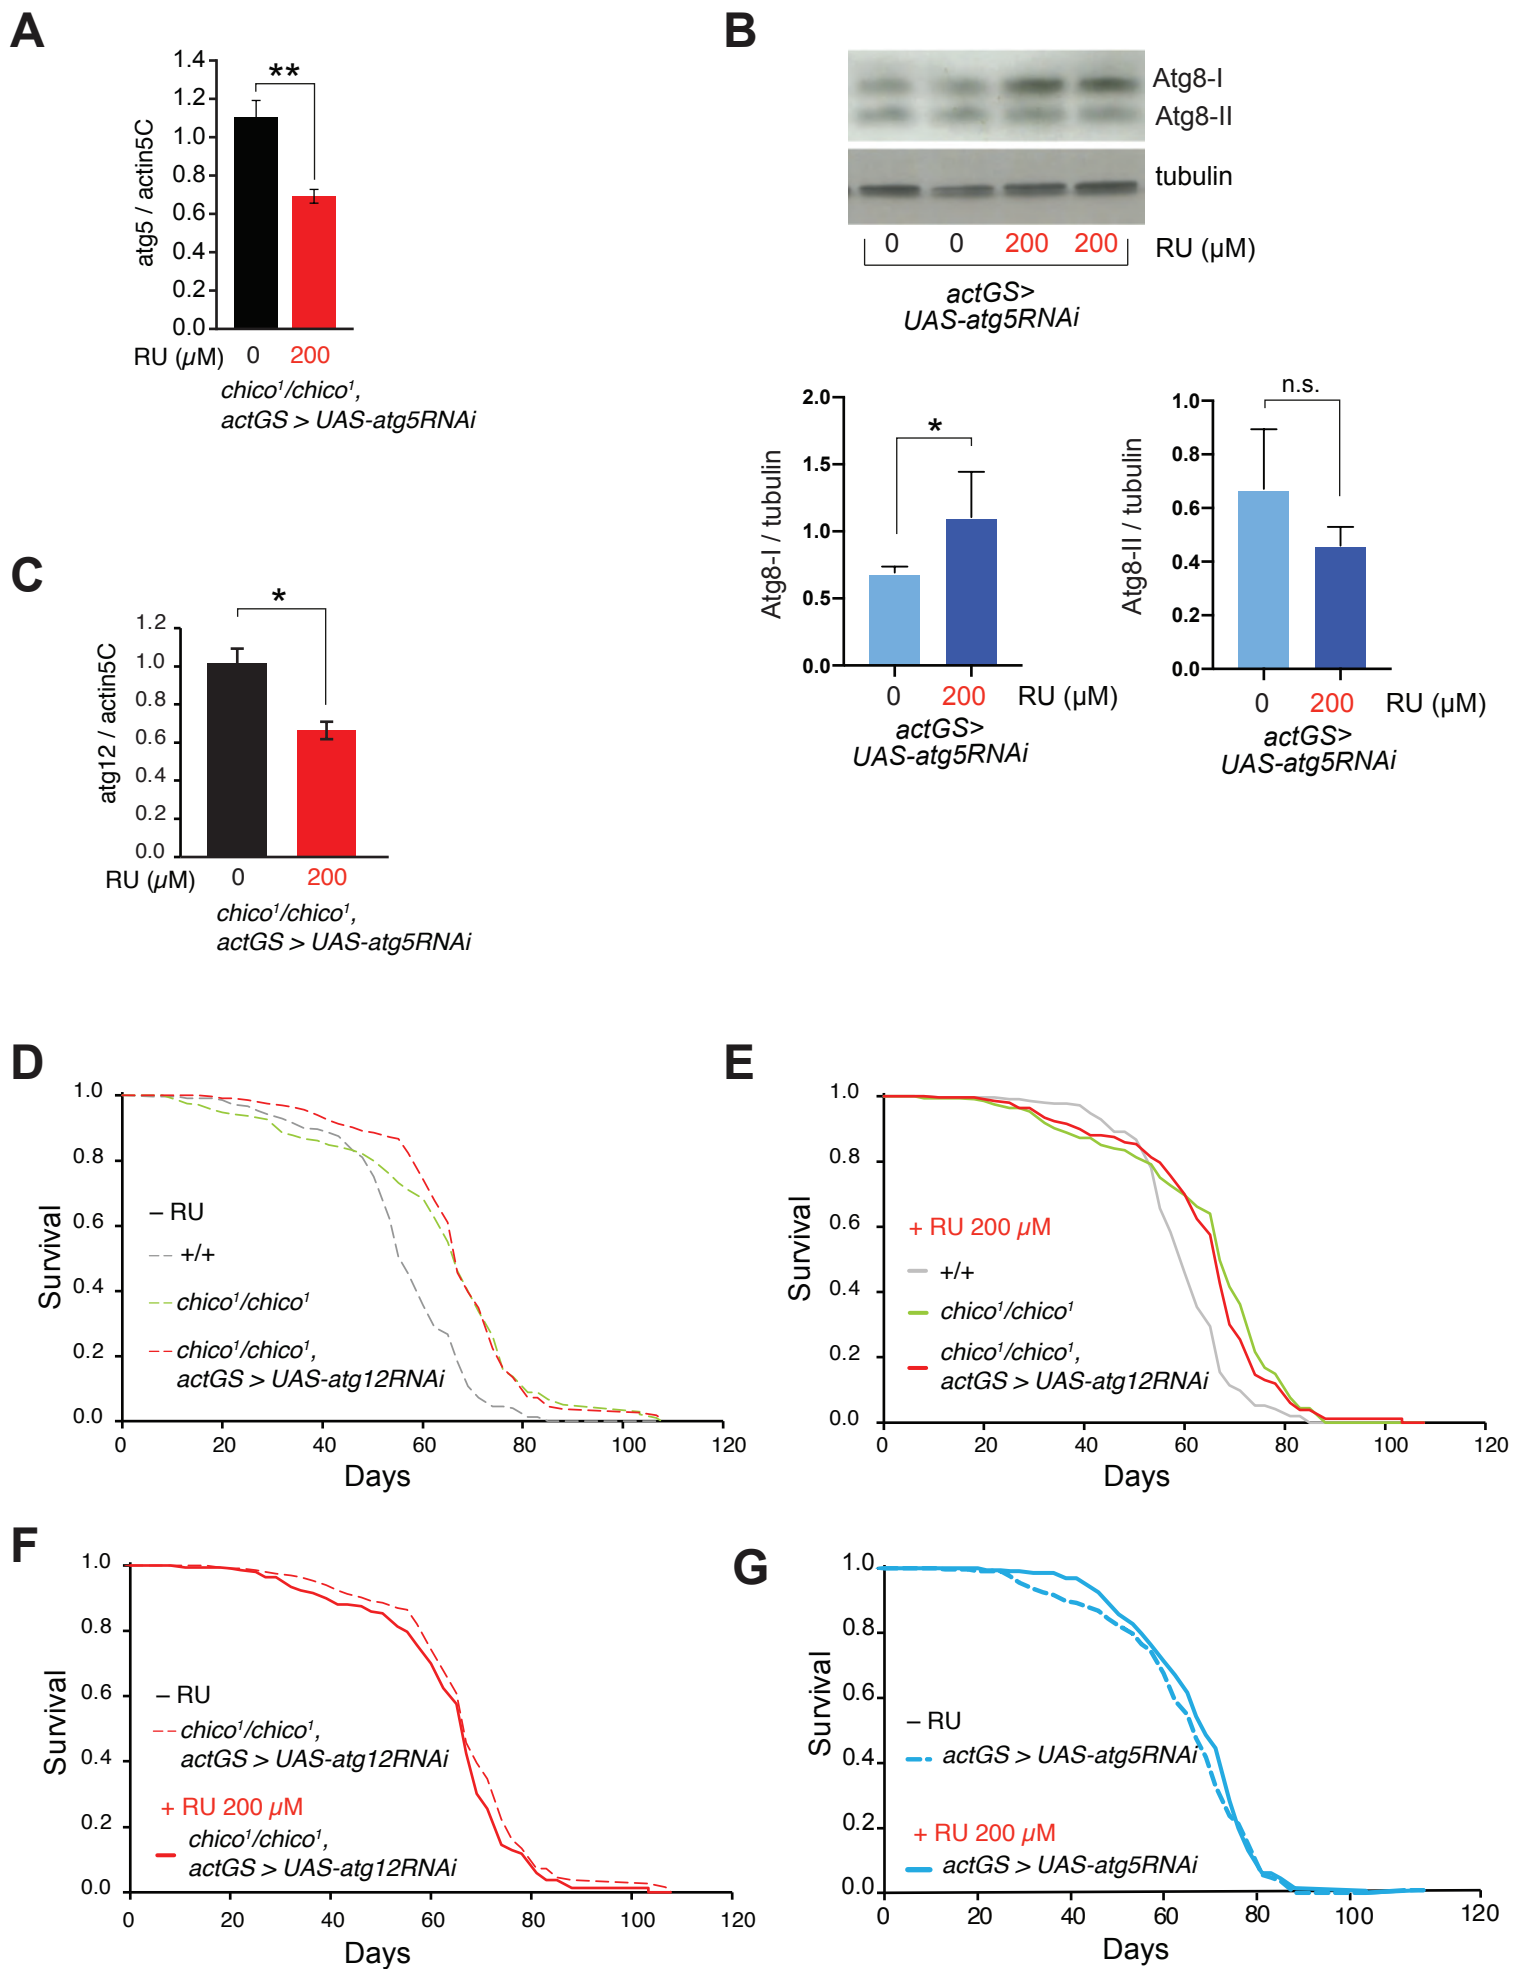 A
1.4
1.2
1.0
0.8
0.6
0.4
0.2
0.0
atg5 / actin5C
**
RU (µM) 0 200
chico¹/chico¹,
actGS > UAS-atg5RNAi
B
Atg8-I
Atg8-II
tubulin
0 0 200 200 RU (µM)
actGS>
UAS-atg5RNAi
2.0
1.5
1.0
0.5
0.0
Atg8-I / tubulin
*
0 200 RU (µM)
actGS>
UAS-atg5RNAi
1.0
0.8
0.6
0.4
0.2
0.0
Atg8-II / tubulin
n.s.
0 200 RU (µM)
actGS>
UAS-atg5RNAi
C
1.2
1.0
0.8
0.6
0.4
0.2
0.0
atg12 / actin5C
*
RU (µM) 0 200
chico¹/chico¹,
actGS > UAS-atg5RNAi
D
1.0
0.8
0.6
0.4
0.2
0.0
Survival
– RU
+/+
chico¹/chico¹
chico¹/chico¹,
actGS > UAS-atg12RNAi
0 20 40 60 80 100 120
Days
E
1.0
0.8
0.6
0.4
0.2
0.0
Survival
+ RU 200 µM
+/+
chico¹/chico¹
chico¹/chico¹,
actGS > UAS-atg12RNAi
0 20 40 60 80 100 120
Days
F
1.0
0.8
0.6
0.4
0.2
0.0
Survival
– RU
chico¹/chico¹,
actGS > UAS-atg12RNAi
+ RU 200 µM
chico¹/chico¹,
actGS > UAS-atg12RNAi
0 20 40 60 80 100 120
Days
G
1.0
0.8
0.6
0.4
0.2
0.0
Survival
– RU
actGS > UAS-atg5RNAi
+ RU 200 µM
actGS > UAS-atg5RNAi
0 20 40 60 80 100 120
Days